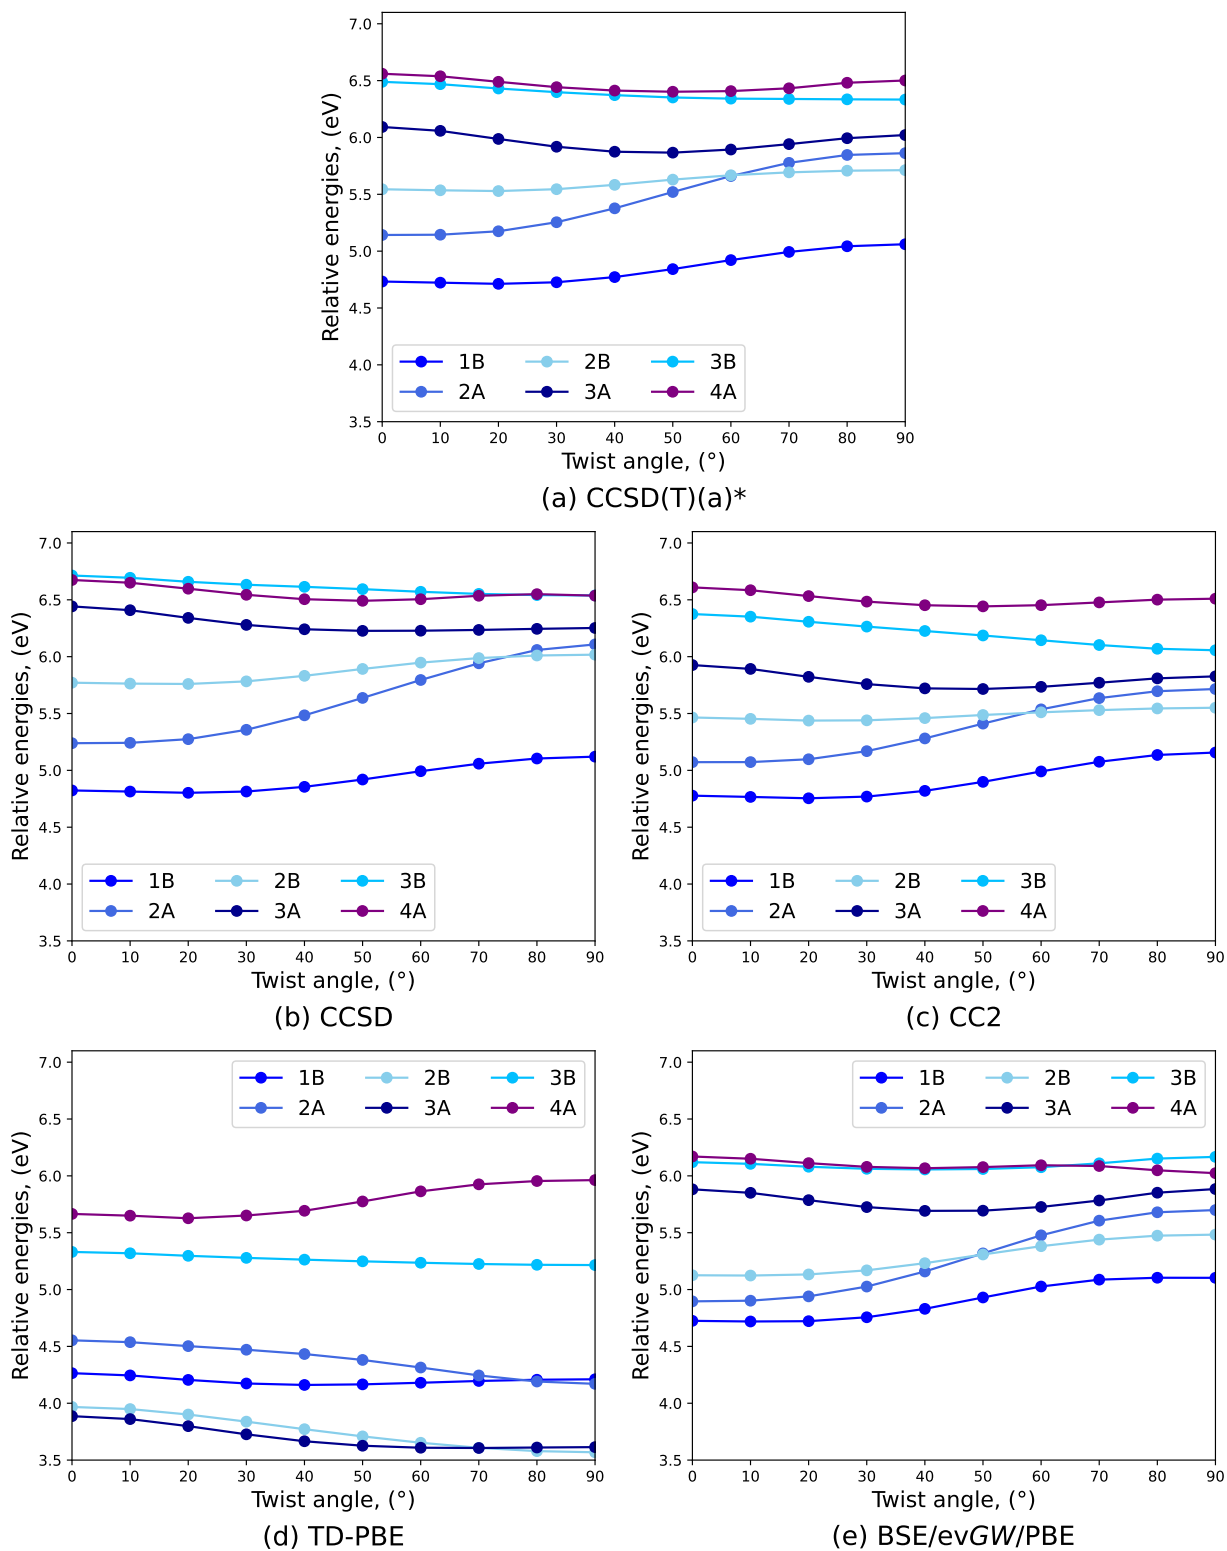 7.0
6.5
6.0
5.5
5.0
4.5
4.0
3.5
Relative energies, (eV)
1B 2B 3B
2A 3A 4A
0 10 20 30 40 50 60 70 80 90
Twist angle, (°)
(a) CCSD(T)(a)*
7.0
6.5
6.0
5.5
5.0
4.5
4.0
3.5
Relative energies, (eV)
1B 2B 3B
2A 3A 4A
0 10 20 30 40 50 60 70 80 90
Twist angle, (°)
(b) CCSD
7.0
6.5
6.0
5.5
5.0
4.5
4.0
3.5
Relative energies, (eV)
1B 2B 3B
2A 3A 4A
0 10 20 30 40 50 60 70 80 90
Twist angle, (°)
(c) CC2
7.0
6.5
6.0
5.5
5.0
4.5
4.0
3.5
Relative energies, (eV)
1B 2B 3B
2A 3A 4A
0 10 20 30 40 50 60 70 80 90
Twist angle, (°)
(d) TD-PBE
7.0
6.5
6.0
5.5
5.0
4.5
4.0
3.5
Relative energies, (eV)
1B 2B 3B
2A 3A 4A
0 10 20 30 40 50 60 70 80 90
Twist angle, (°)
(e) BSE/evGW/PBE